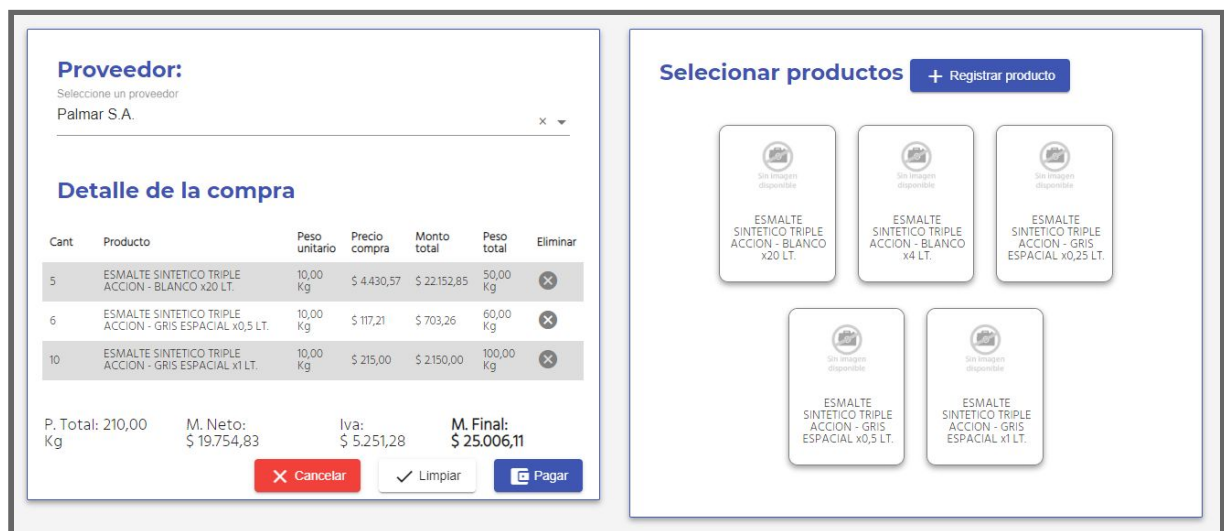 Proveedor:
Seleccione un proveedor
Palmar S.A.
×
Detalle de la compra
Cant Producto Peso unitario Precio compra Monto total Peso total Eliminar
5 ESMALTE SINTETICO TRIPLE ACCION - BLANCO x20 LT. 10,00 Kg $ 4.430,57 $ 22.152,85 50,00 Kg
6 ESMALTE SINTETICO TRIPLE ACCION - GRIS ESPACIAL x0,5 LT. 10,00 Kg $ 117,21 $ 703,26 60,00 Kg
10 ESMALTE SINTETICO TRIPLE ACCION - GRIS ESPACIAL x1 LT. 10,00 Kg $ 215,00 $ 2.150,00 100,00 Kg
P. Total: 210,00 Kg
M. Neto: $ 19.754,83
Iva: $ 5.251,28
M. Final: $ 25.006,11
Cancelar
Limpiar
Pagar
Selecionar productos
+ Registrar producto
Sin imagen
disponible
ESMALTE
SINTETICO TRIPLE
ACCION - BLANCO
x20 LT.
Sin imagen
disponible
ESMALTE
SINTETICO TRIPLE
ACCION - BLANCO
x4 LT.
Sin imagen
disponible
ESMALTE
SINTETICO TRIPLE
ACCION - GRIS
ESPACIAL x0,25 LT.
Sin imagen
disponible
ESMALTE
SINTETICO TRIPLE
ACCION - GRIS
ESPACIAL x0,5 LT.
Sin imagen
disponible
ESMALTE
SINTETICO TRIPLE
ACCION - GRIS
ESPACIAL x1 LT.